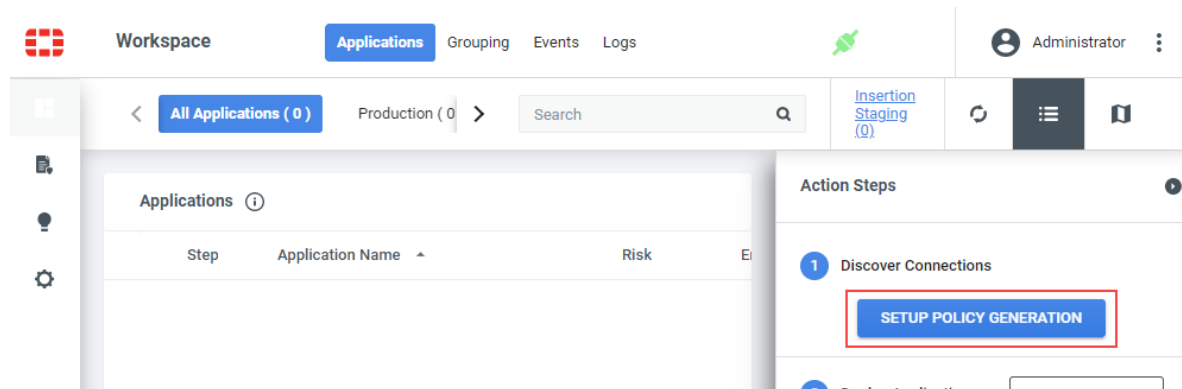 Workspace
Applications
Grouping
Events
Logs
Administrator
All Applications ( 0 )
Production ( 0
Search
Insertion
Staging
(0)
Action Steps
Applications
Step
Application Name
Risk
1
Discover Connections
SETUP POLICY GENERATION